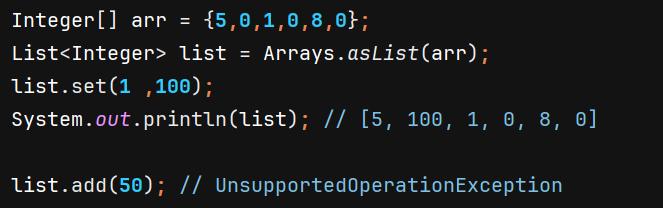 Integer[] arr = {5,0,1,0,8,0};
List<Integer> list = Arrays.asList(arr);
list.set(1 ,100);
System.out.println(list); // [5, 100, 1, 0, 8, 0]
list.add(50); // UnsupportedOperationException